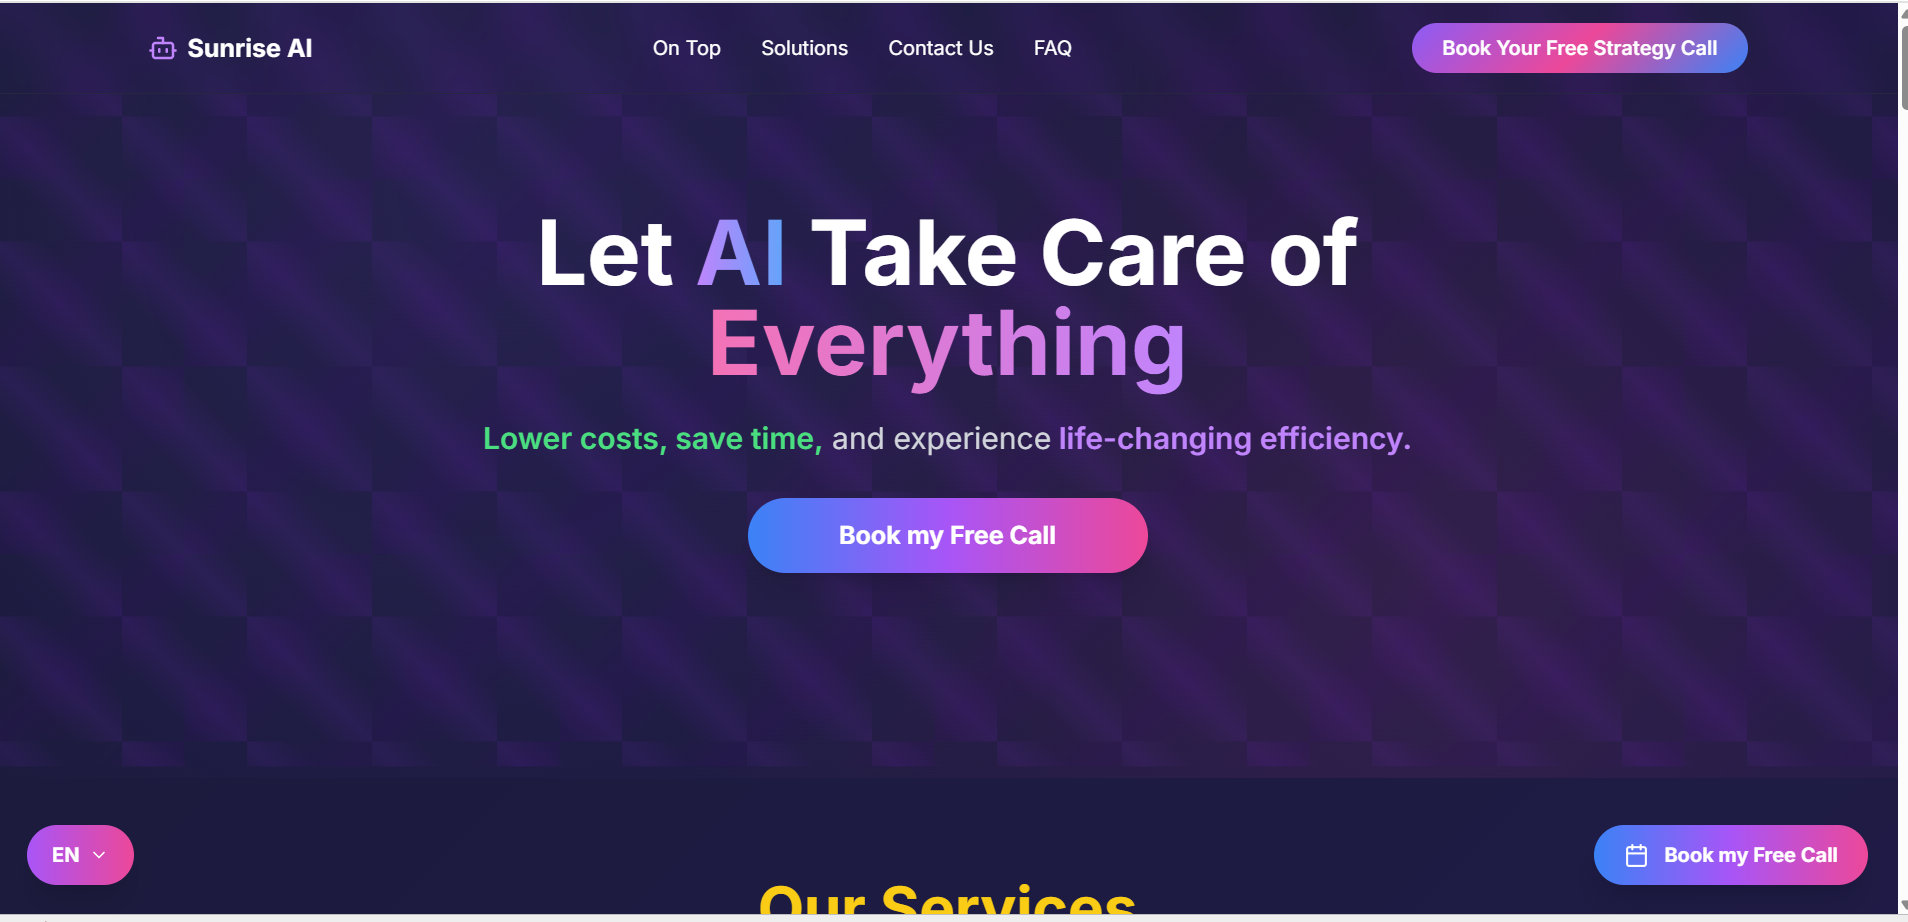 Sunrise AI
On Top
Solutions
Contact Us
FAQ
Book Your Free Strategy Call
Let AI Take Care of
Everything
Lower costs, save time, and experience life-changing efficiency.
Book my Free Call
EN
Book my Free Call
Our Services